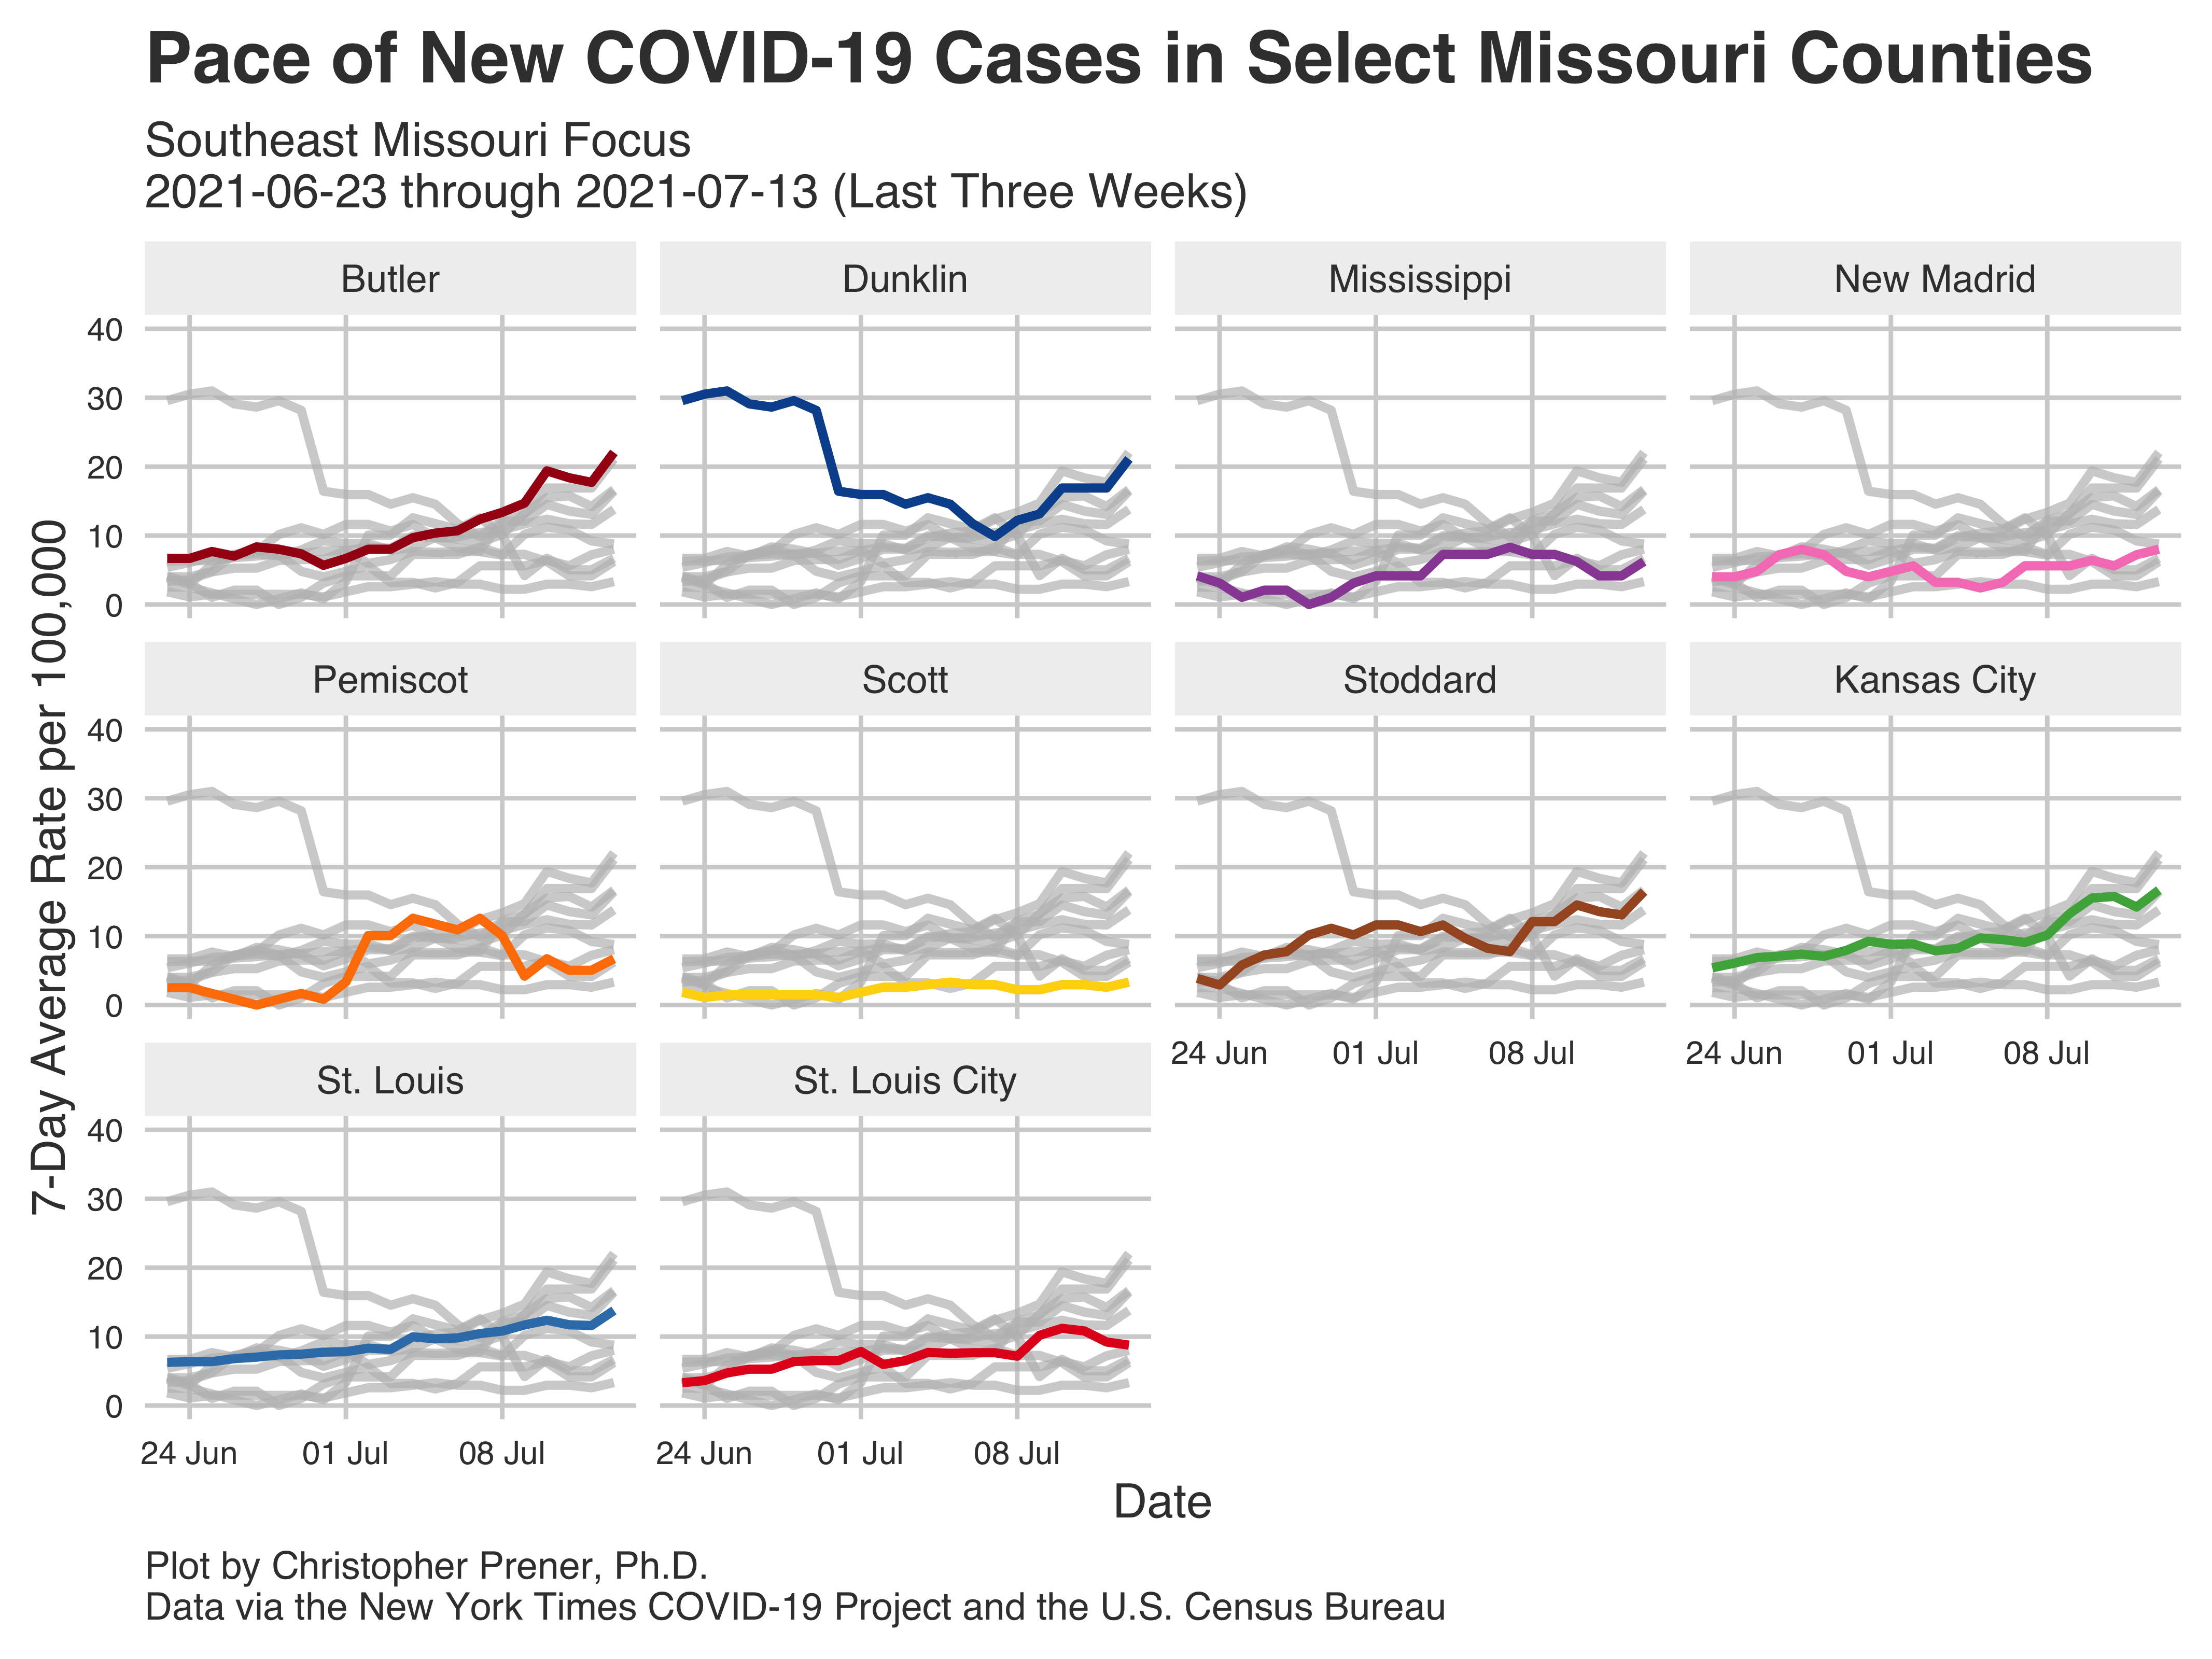 Pace of New COVID-19 Cases in Select Missouri Counties
Southeast Missouri Focus
2021-06-23 through 2021-07-13 (Last Three Weeks)
7-Day Average Rate per 100,000
Butler
Dunklin
Mississippi
New Madrid
40
30
20
10
0
Pemiscot
Scott
Stoddard
Kansas City
40
30
20
10
0
24 Jun
01 Jul
08 Jul
24 Jun
01 Jul
08 Jul
St. Louis
St. Louis City
40
30
20
10
0
24 Jun
01 Jul
08 Jul
24 Jun
01 Jul
08 Jul
Date
Plot by Christopher Prener, Ph.D.
Data via the New York Times COVID-19 Project and the U.S. Census Bureau